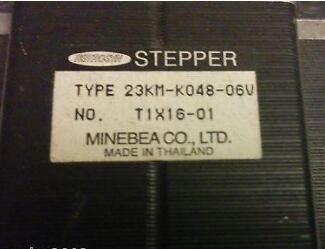 STEPPER
TYPE 23KM-K048-06V
NO. T1X16-01
MINEBEA CO., LTD.
MADE IN THAILAND